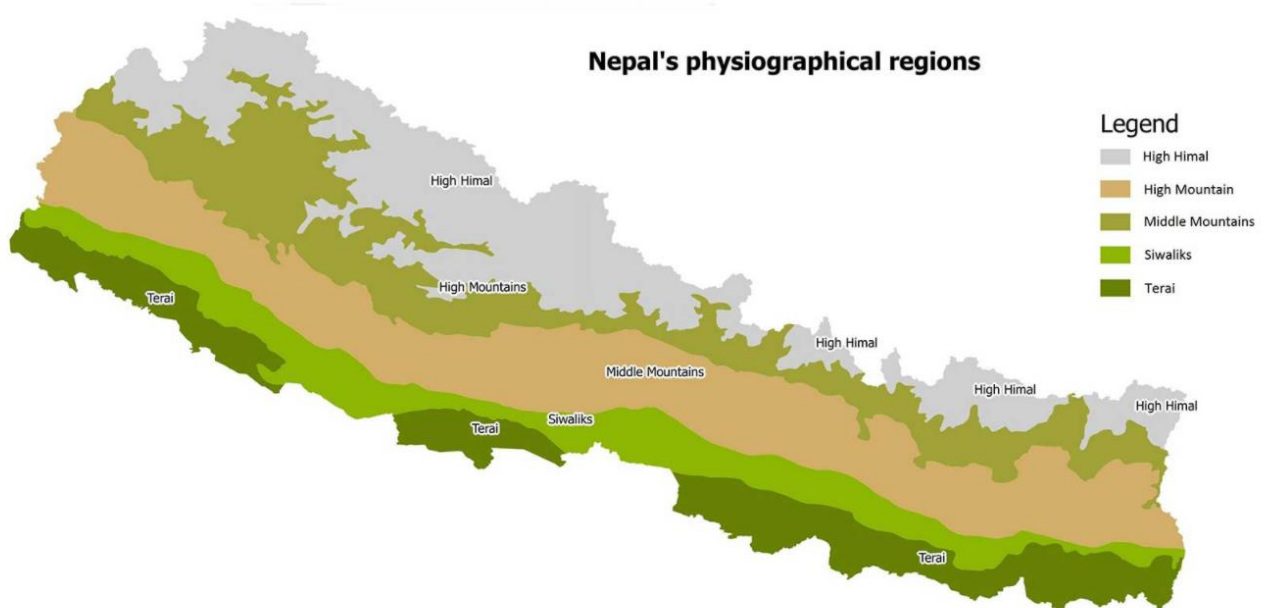 Nepal's physiographical regions
Legend
High Himal
High Mountain
Middle Mountains
Siwaliks
Terai
High Himal
High Mountains
Terai
High Himal
Middle Mountains
High Himal
High Himal
Siwaliks
Terai
Terai